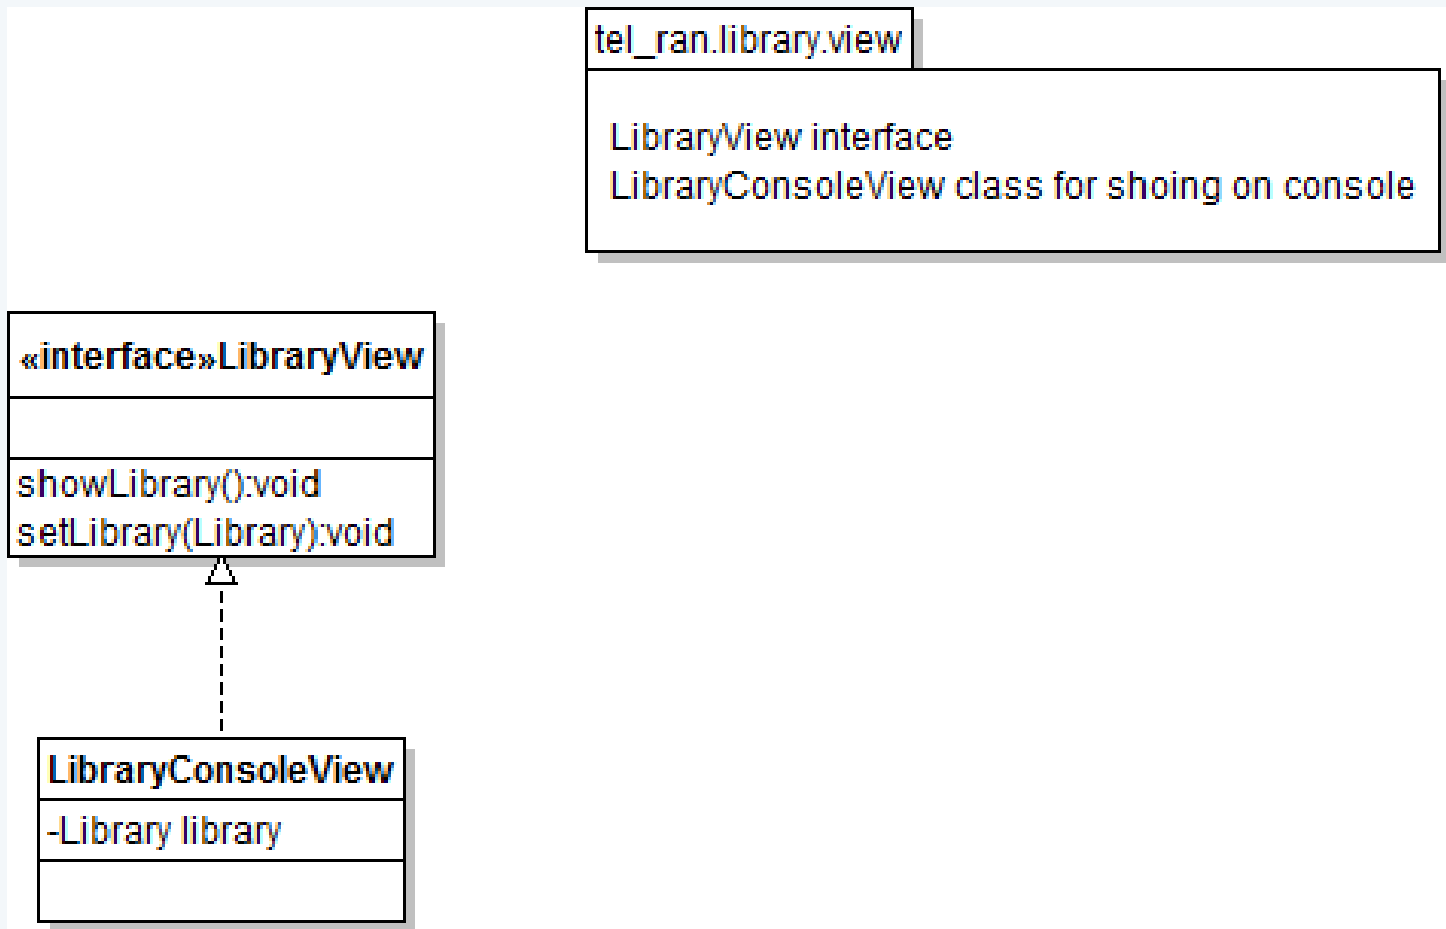 tel_ran.library.view
LibraryView interface
LibraryConsoleView class for shoing on console
«interface»LibraryView
showLibrary():void
setLibrary(Library):void
LibraryConsoleView
-Library library